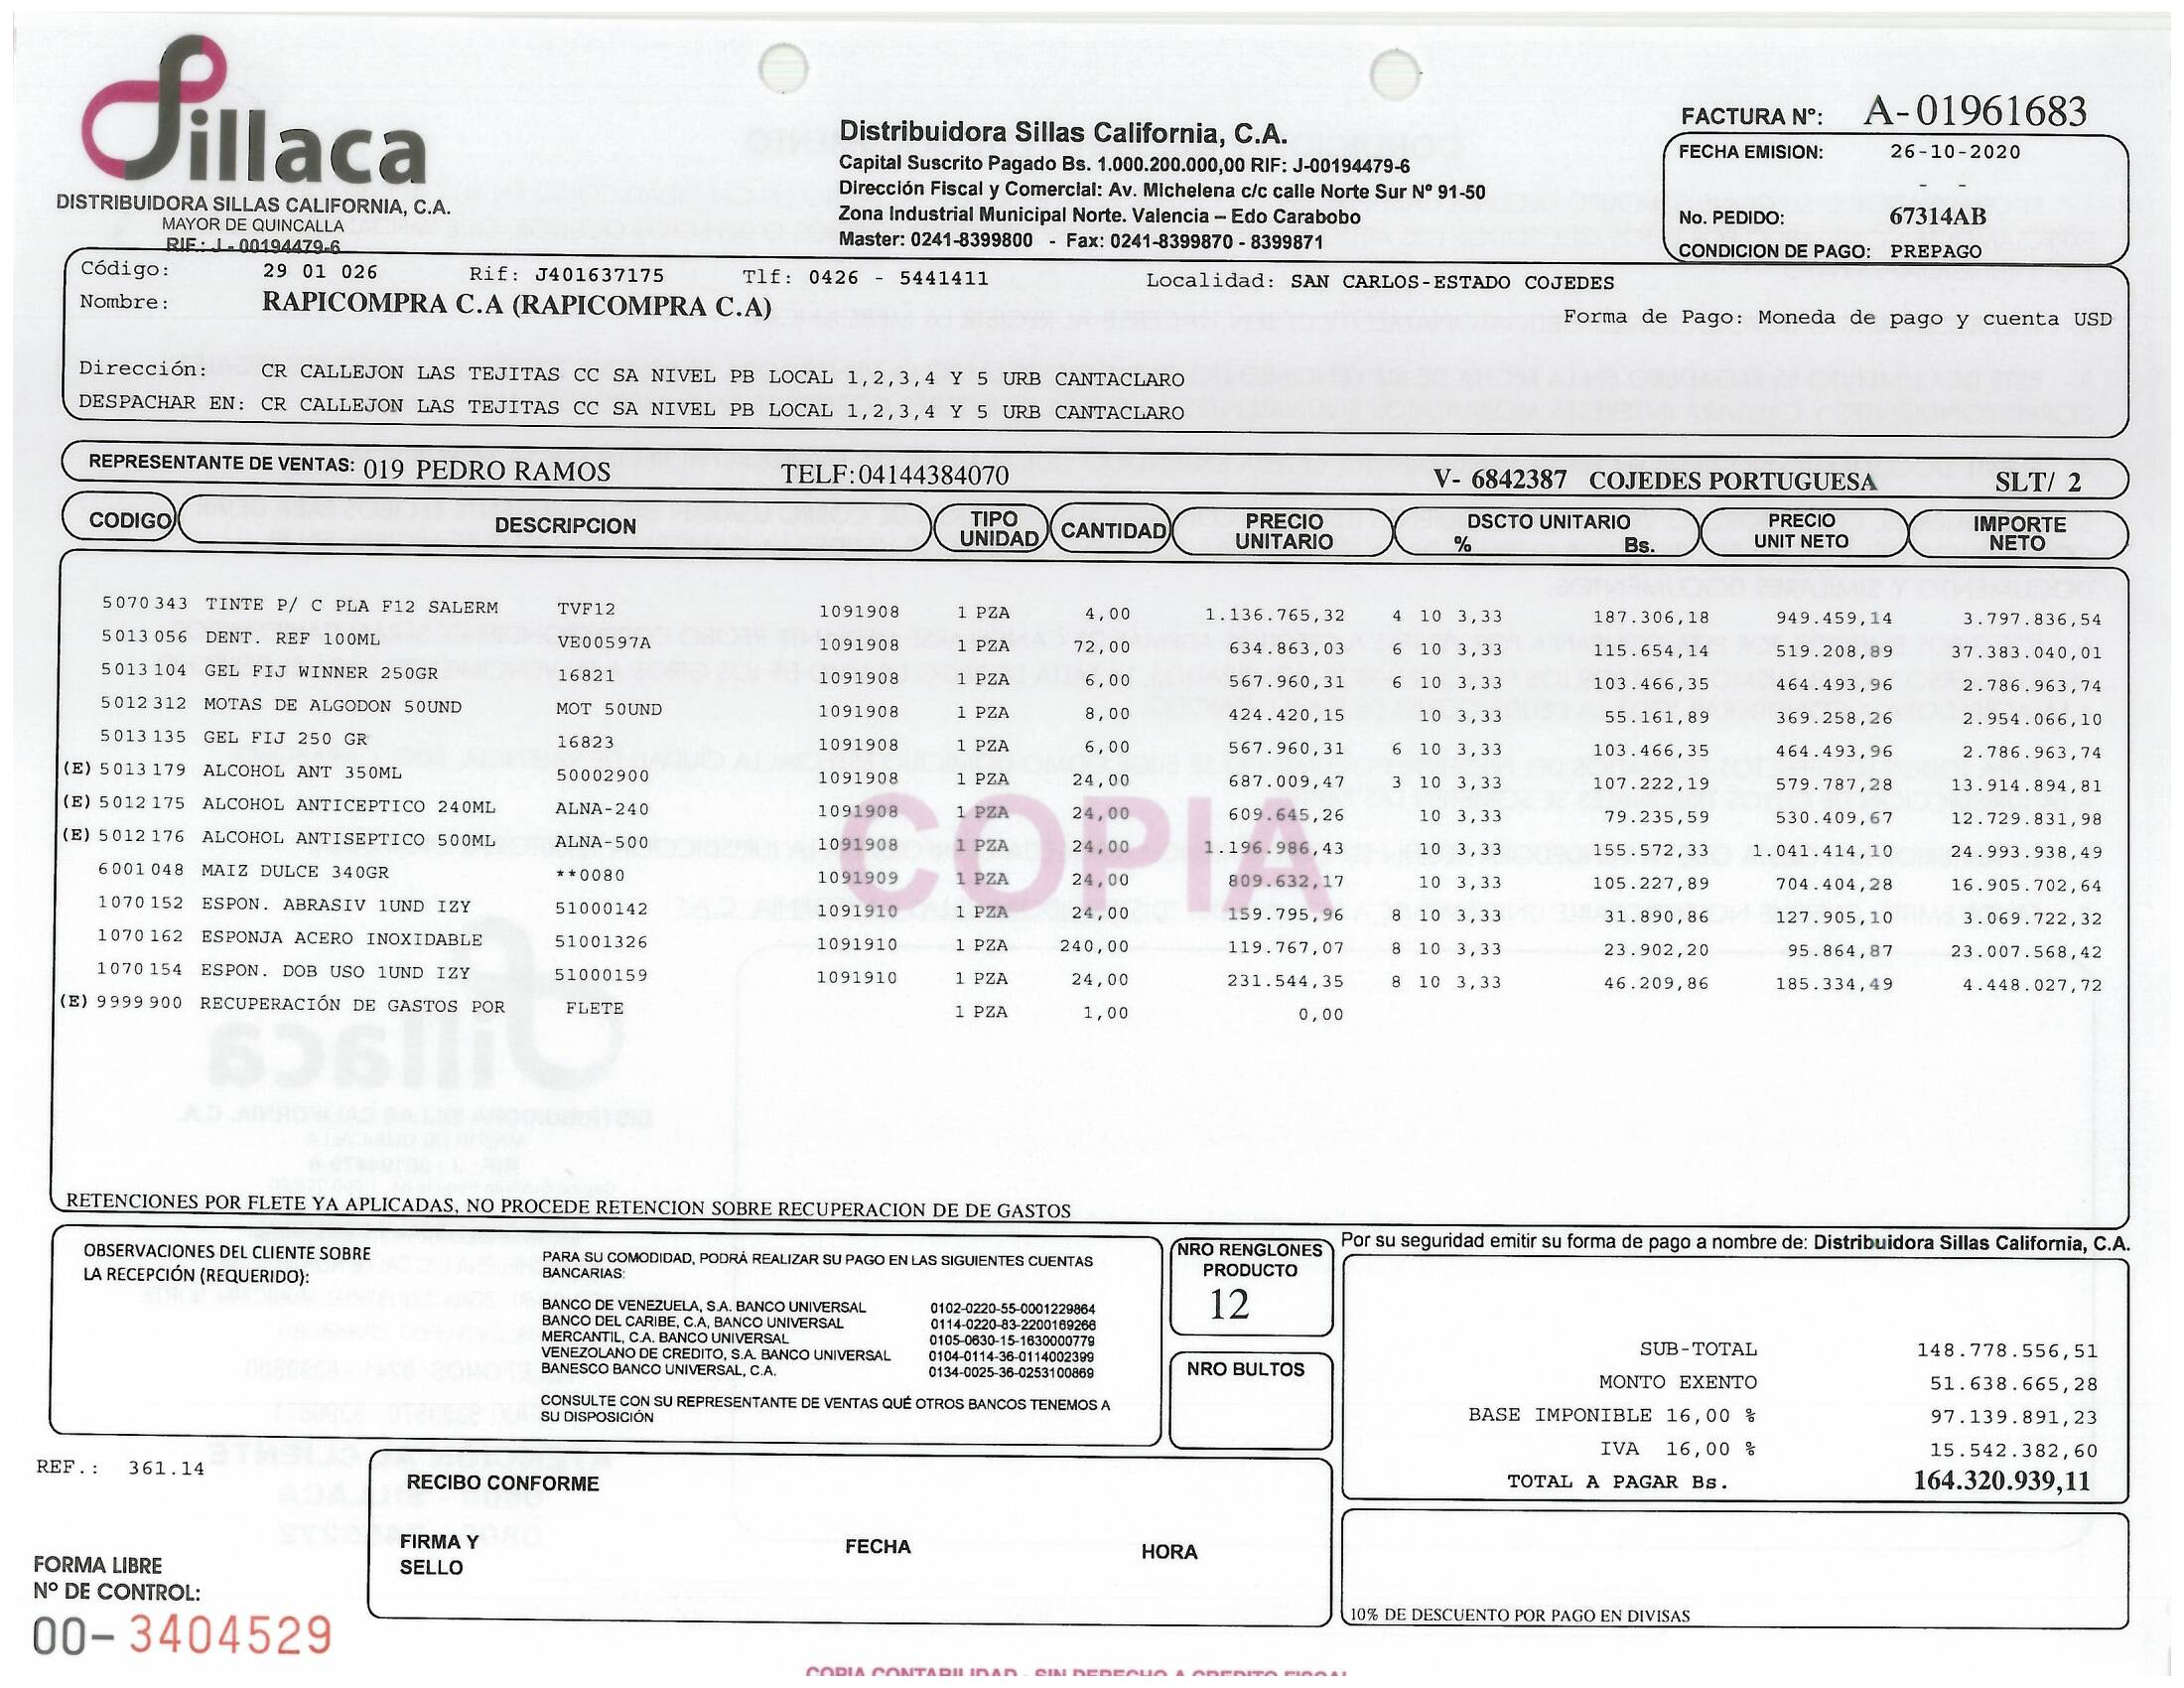 Sillaca
DISTRIBUIDORA SILLAS CALIFORNIA, C.A.
MAYOR DE QUINCALLA
RIF.: J - 00194479-6
Distribuidora Sillas California, C.A.
Capital Suscrito Pagado Bs. 1.000.200.000,00 RIF: J-00194479-6
Dirección Fiscal y Comercial: Av. Michelena c/c calle Norte Sur Nº 91-50
Zona Industrial Municipal Norte. Valencia – Edo Carabobo
Master: 0241-8399800 - Fax: 0241-8399870 - 8399871
FACTURA Nº: A-01961683
FECHA EMISION: 26-10-2020
- -
No. PEDIDO: 67314AB
CONDICION DE PAGO: PREPAGO
Código: 29 01 026 Rif: J401637175 Tlf: 0426 - 5441411 Localidad: SAN CARLOS-ESTADO COJEDES
Nombre: RAPICOMPRA C.A (RAPICOMPRA C.A) Forma de Pago: Moneda de pago y cuenta USD
Dirección: CR CALLEJON LAS TEJITAS CC SA NIVEL PB LOCAL 1,2,3,4 Y 5 URB CANTACLARO
DESPACHAR EN: CR CALLEJON LAS TEJITAS CC SA NIVEL PB LOCAL 1,2,3,4 Y 5 URB CANTACLARO
REPRESENTANTE DE VENTAS: 019 PEDRO RAMOS TELF:04144384070 V- 6842387 COJEDES PORTUGUESA SLT/ 2
CODIGO DESCRIPCION TIPO UNIDAD CANTIDAD PRECIO UNITARIO DSCTO UNITARIO % Bs. PRECIO UNIT NETO IMPORTE NETO
5070343 TINTE P/ C PLA F12 SALERM TVF12 1091908 1 PZA 4,00 1.136.765,32 4 10 3,33 187.306,18 949.459,14 3.797.836,54
5013056 DENT. REF 100ML VE00597A 1091908 1 PZA 72,00 634.863,03 6 10 3,33 115.654,14 519.208,89 37.383.040,01
5013104 GEL FIJ WINNER 250GR 16821 1091908 1 PZA 6,00 567.960,31 6 10 3,33 103.466,35 464.493,96 2.786.963,74
5012312 MOTAS DE ALGODON 50UND MOT 50UND 1091908 1 PZA 8,00 424.420,15 10 3,33 55.161,89 369.258,26 2.954.066,10
5013135 GEL FIJ 250 GR 16823 1091908 1 PZA 6,00 567.960,31 6 10 3,33 103.466,35 464.493,96 2.786.963,74
(E) 5013179 ALCOHOL ANT 350ML 50002900 1091908 1 PZA 24,00 687.009,47 3 10 3,33 107.222,19 579.787,28 13.914.894,81
(E) 5012175 ALCOHOL ANTICEPTICO 240ML ALNA-240 1091908 1 PZA 24,00 609.645,26 10 3,33 79.235,59 530.409,67 12.729.831,98
(E) 5012176 ALCOHOL ANTISEPTICO 500ML ALNA-500 1091908 1 PZA 24,00 1.196.986,43 10 3,33 155.572,33 1.041.414,10 24.993.938,49
6001048 MAIZ DULCE 340GR **0080 1091909 1 PZA 24,00 809.632,17 10 3,33 105.227,89 704.404,28 16.905.702,64
1070152 ESPON. ABRASIV 1UND IZY 51000142 1091910 1 PZA 24,00 159.795,96 8 10 3,33 31.890,86 127.905,10 3.069.722,32
1070162 ESPONJA ACERO INOXIDABLE 51001326 1091910 1 PZA 240,00 119.767,07 8 10 3,33 23.902,20 95.864,87 23.007.568,42
1070154 ESPON. DOB USO 1UND IZY 51000159 1091910 1 PZA 24,00 231.544,35 8 10 3,33 46.209,86 185.334,49 4.448.027,72
(E) 9999900 RECUPERACIÓN DE GASTOS POR FLETE 1 PZA 1,00 0,00
COPIA
RETENCIONES POR FLETE YA APLICADAS, NO PROCEDE RETENCION SOBRE RECUPERACION DE DE GASTOS
OBSERVACIONES DEL CLIENTE SOBRE
LA RECEPCIÓN (REQUERIDO):
PARA SU COMODIDAD, PODRÁ REALIZAR SU PAGO EN LAS SIGUIENTES CUENTAS
BANCARIAS:
BANCO DE VENEZUELA, S.A. BANCO UNIVERSAL 0102-0220-55-0001229864
BANCO DEL CARIBE, C.A, BANCO UNIVERSAL 0114-0220-83-2200169266
MERCANTIL, C.A. BANCO UNIVERSAL 0105-0630-15-1630000779
VENEZOLANO DE CREDITO, S.A. BANCO UNIVERSAL 0104-0114-36-0114002399
BANESCO BANCO UNIVERSAL, C.A. 0134-0025-36-0253100869
CONSULTE CON SU REPRESENTANTE DE VENTAS QUÉ OTROS BANCOS TENEMOS A
SU DISPOSICIÓN
NRO RENGLONES
PRODUCTO
12
NRO BULTOS
Por su seguridad emitir su forma de pago a nombre de: Distribuidora Sillas California, C.A.
SUB-TOTAL 148.778.556,51
MONTO EXENTO 51.638.665,28
BASE IMPONIBLE 16,00 % 97.139.891,23
IVA 16,00 % 15.542.382,60
TOTAL A PAGAR Bs. 164.320.939,11
REF.: 361.14
RECIBO CONFORME
FIRMA Y
SELLO
FECHA
HORA
10% DE DESCUENTO POR PAGO EN DIVISAS
FORMA LIBRE
Nº DE CONTROL:
00- 3404529
COPIA CONTABILIDAD - SIN DERECHO A CREDITO FISCAL